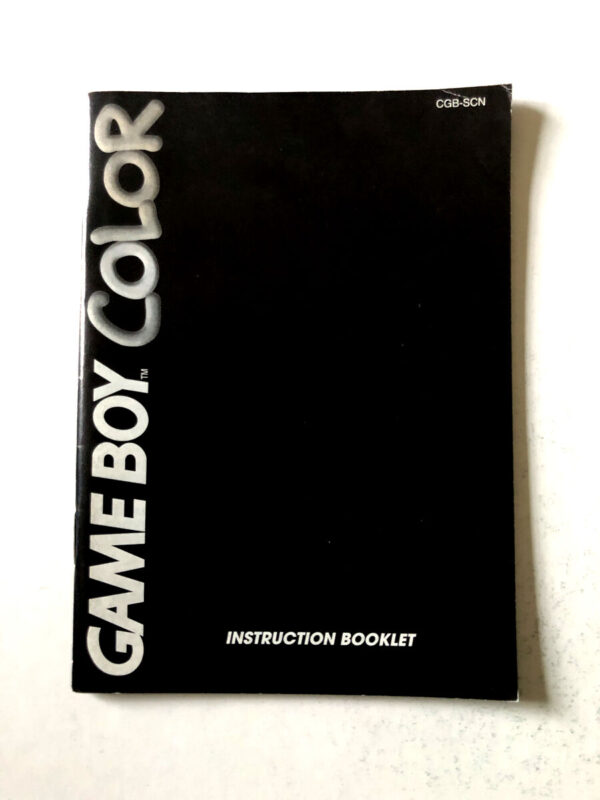 CGB-SCN
GAME BOY™ COLOR
INSTRUCTION BOOKLET